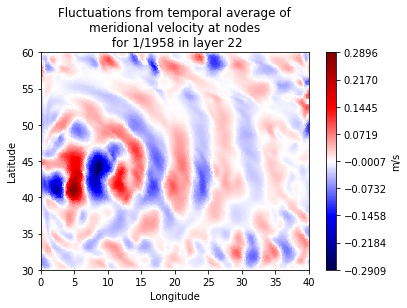 Fluctuations from temporal average of
meridional velocity at nodes
for 1/1958 in layer 22
60
55
50
45
40
35
30
Latitude
0 5 10 15 20 25 30 35 40
Longitude
0.2896
0.2170
0.1445
0.0719
−0.0007
−0.0732
−0.1458
−0.2184
−0.2909
m/s